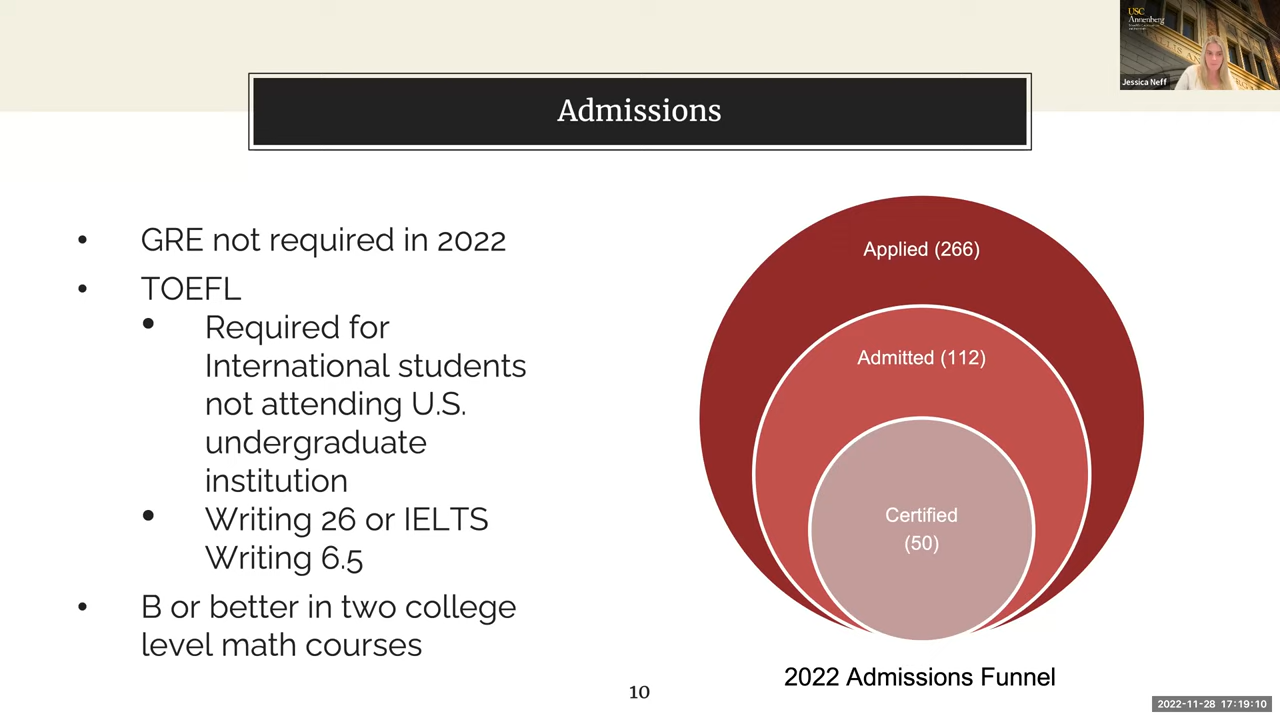 USC
Annenberg
Jessica Neff
Admissions
• GRE not required in 2022
• TOEFL
• Required for
International students
not attending U.S.
undergraduate
institution
• Writing 26 or IELTS
Writing 6.5
• B or better in two college
level math courses
Applied (266)
Admitted (112)
Certified
(50)
2022 Admissions Funnel
10
2022-11-28 17:19:10